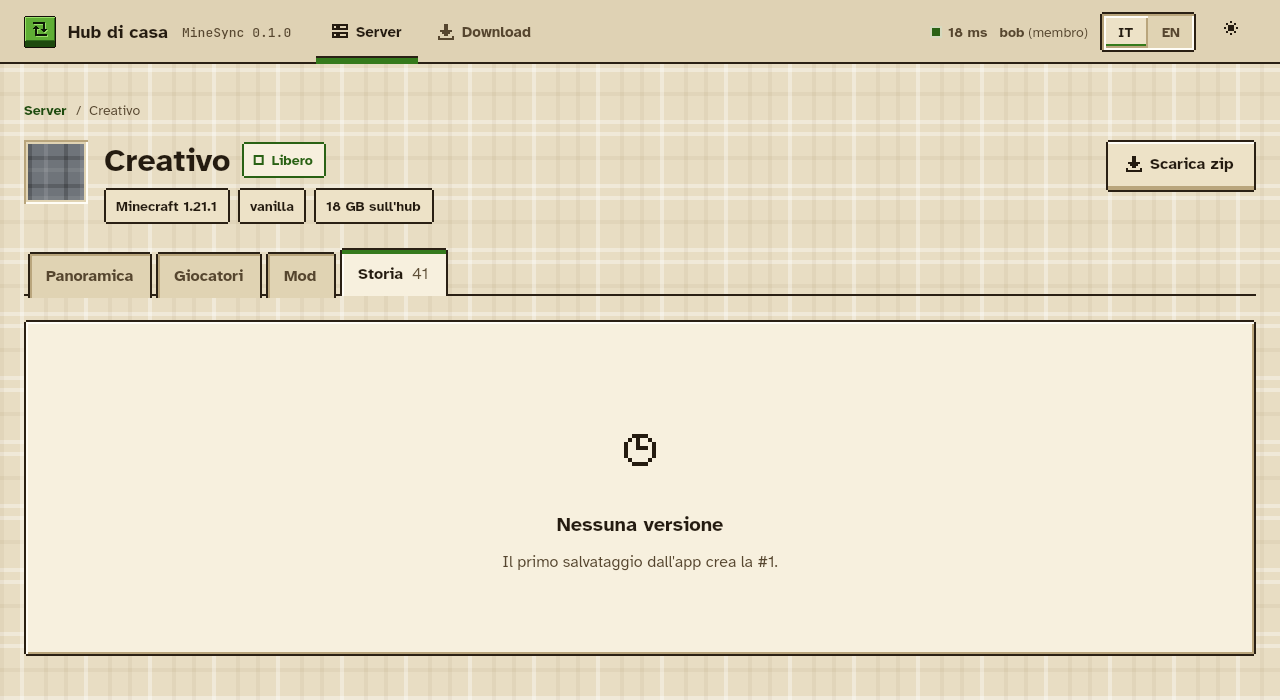 Hub di casa MineSync 0.1.0 Server Download 18 ms bob (membro) IT EN
Server / Creativo
Creativo Libero Scarica zip
Minecraft 1.21.1 vanilla 18 GB sull'hub
Panoramica Giocatori Mod Storia 41
Nessuna versione
Il primo salvataggio dall'app crea la #1.